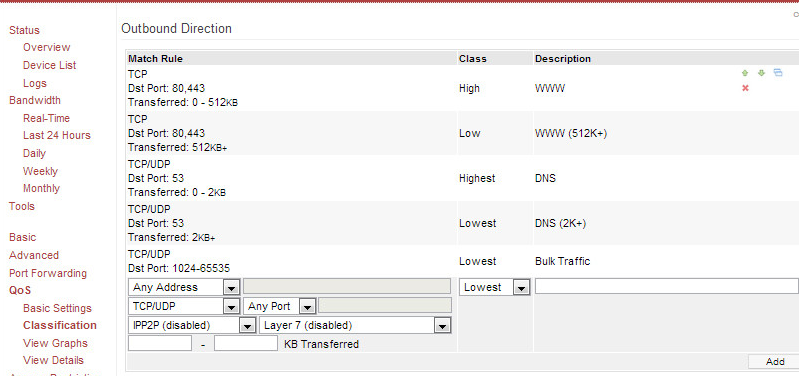 Status
Overview
Device List
Logs
Bandwidth
Real-Time
Last 24 Hours
Daily
Weekly
Monthly
Tools
Basic
Advanced
Port Forwarding
QoS
Basic Settings
Classification
View Graphs
View Details
Outbound Direction
Match Rule Class Description
TCP
Dst Port: 80,443 High WWW
Transferred: 0 - 512KB
TCP
Dst Port: 80,443 Low WWW (512K+)
Transferred: 512KB+
TCP/UDP
Dst Port: 53 Highest DNS
Transferred: 0 - 2KB
TCP/UDP
Dst Port: 53 Lowest DNS (2K+)
Transferred: 2KB+
TCP/UDP
Dst Port: 1024-65535 Lowest Bulk Traffic
Any Address Lowest
TCP/UDP Any Port
IPP2P (disabled) Layer 7 (disabled)
- KB Transferred
Add